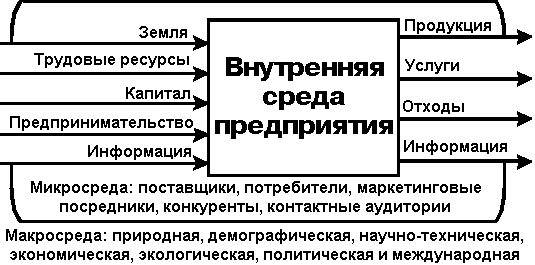 Земля
Трудовые ресурсы
Капитал
Предпринимательство
Информация
Внутренняя
среда
предприятия
Продукция
Услуги
Отходы
Информация
Микросреда: поставщики, потребители, маркетинговые
посредники, конкуренты, контактные аудитории
Макросреда: природная, демографическая, научно-техническая,
экономическая, экологическая, политическая и международная